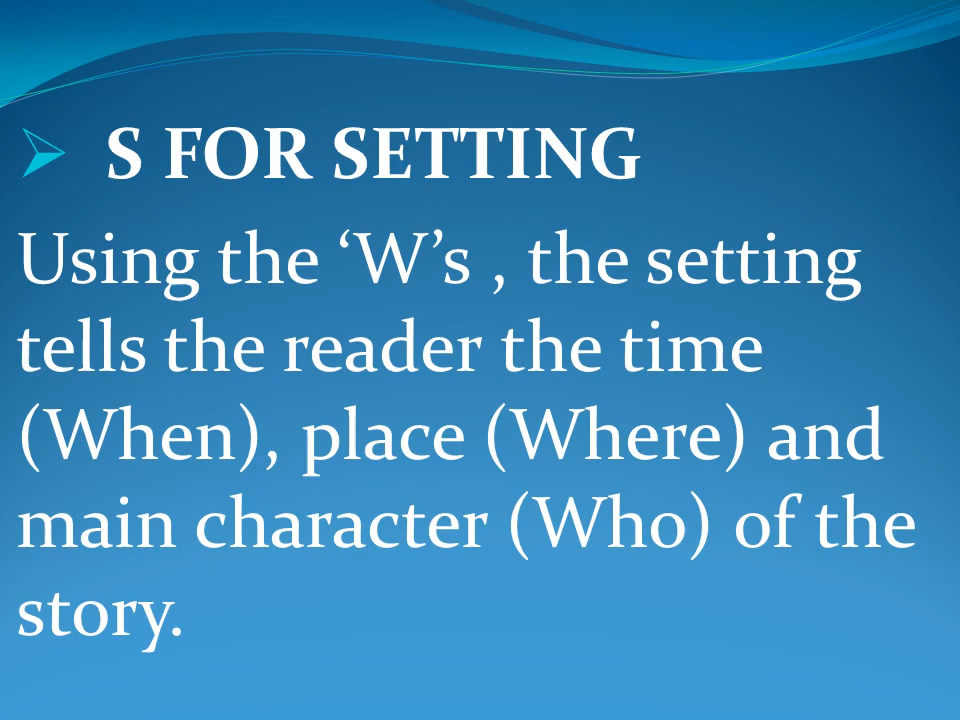 S FOR SETTING
Using the ‘W’s , the setting
tells the reader the time
(When), place (Where) and
main character (Who) of the
story.